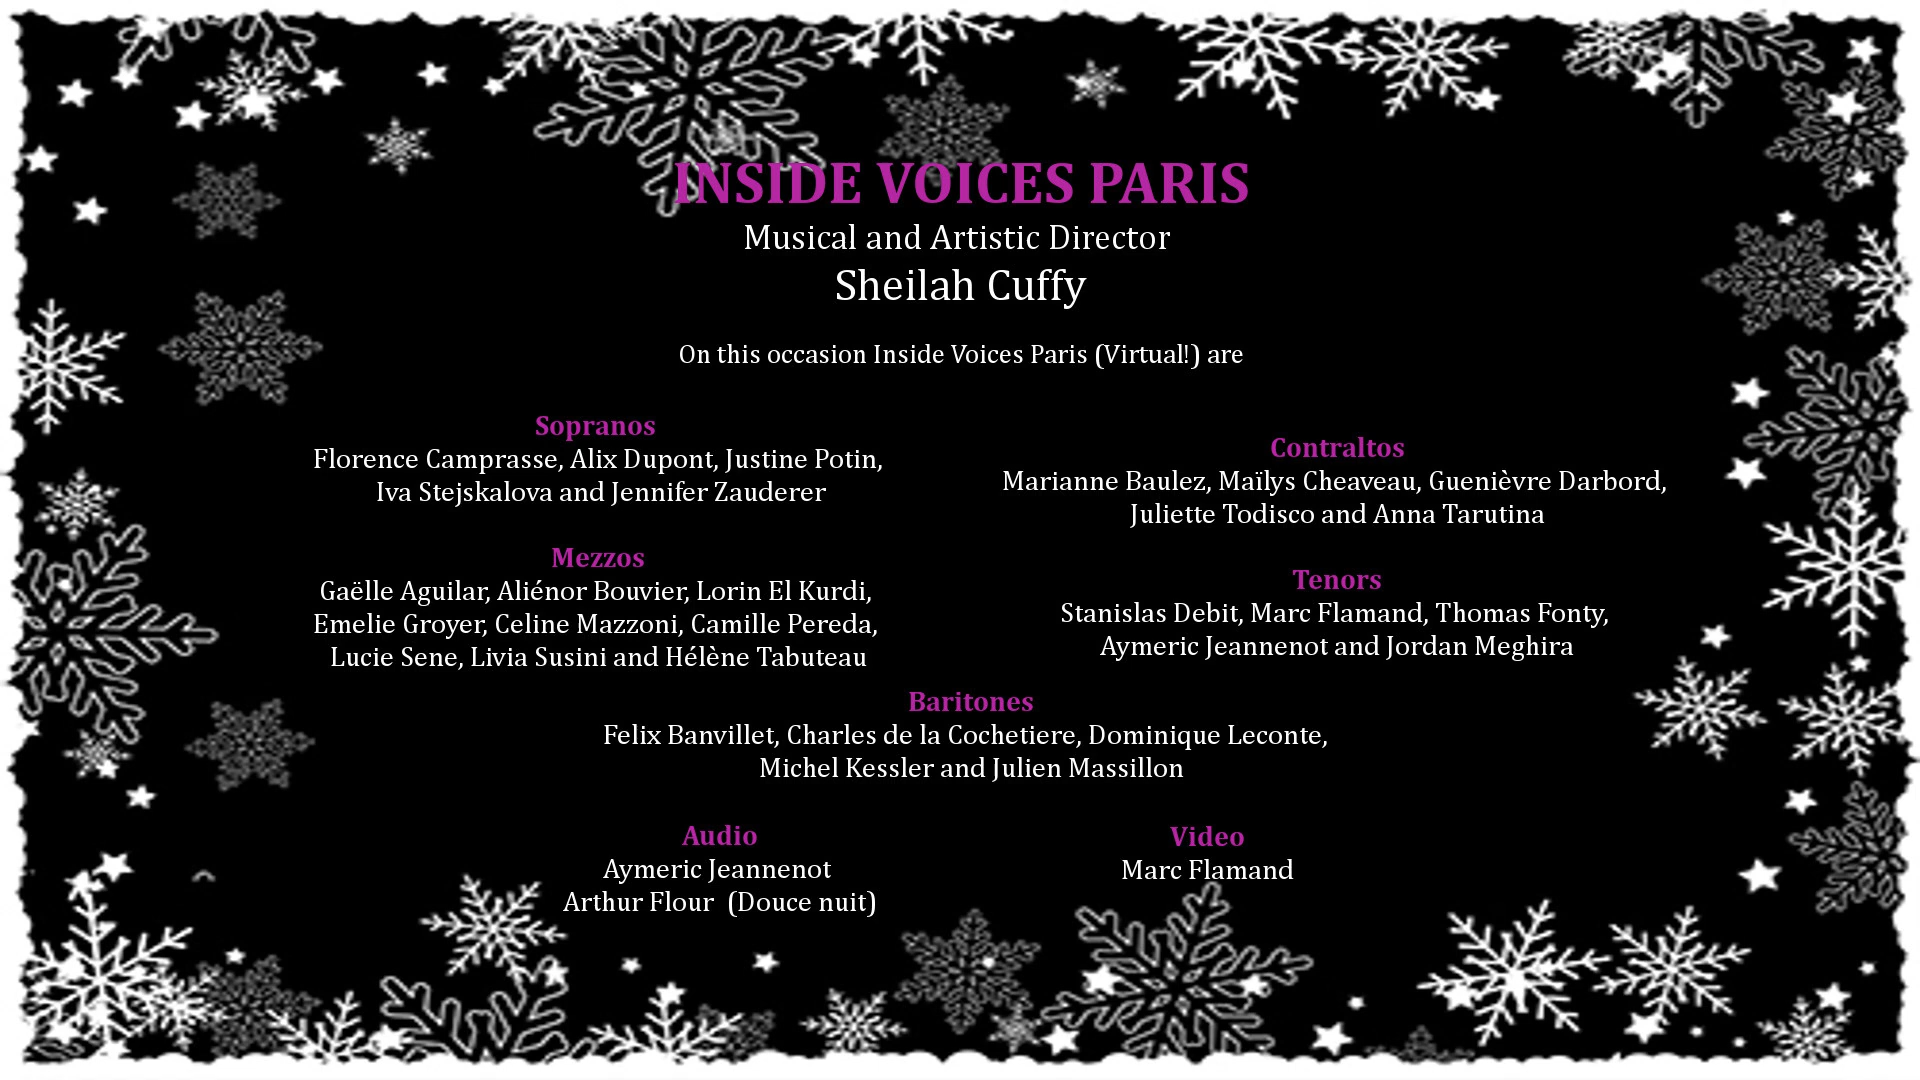 INSIDE VOICES PARIS
Musical and Artistic Director
Sheilah Cuffy
On this occasion Inside Voices Paris (Virtual!) are
Sopranos
Florence Camprasse, Alix Dupont, Justine Potin,
Iva Stejskalova and Jennifer Zauderer
Mezzos
Gaëlle Aguilar, Aliénor Bouvier, Lorin El Kurdi,
Emelie Groyer, Celine Mazzoni, Camille Pereda,
Lucie Sene, Livia Susini and Hélène Tabuteau
Contraltos
Marianne Baulez, Maïlys Cheaveau, Guenièvre Darbord,
Juliette Todisco and Anna Tarutina
Tenors
Stanislas Debit, Marc Flamand, Thomas Fonty,
Aymeric Jeannenot and Jordan Meghira
Baritones
Felix Banvillet, Charles de la Cochetiere, Dominique Leconte,
Michel Kessler and Julien Massillon
Audio
Aymeric Jeannenot
Arthur Flour (Douce nuit)
Video
Marc Flamand